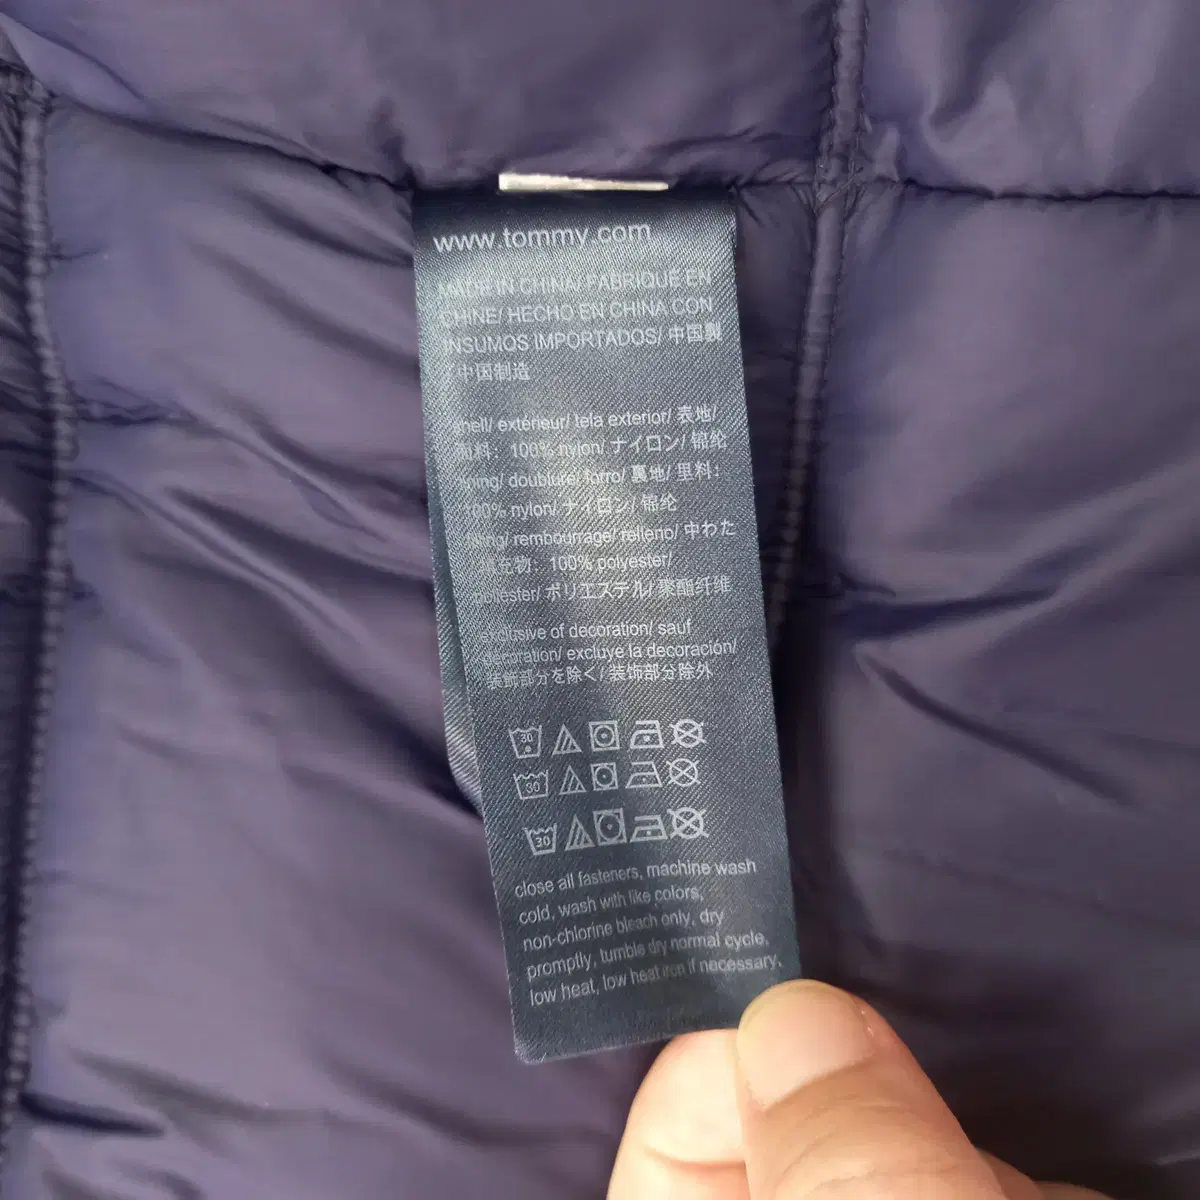 www.tommy.com
MADE IN CHINA/ FABRIQUE EN
CHINE/ HECHO EN CHINA CON
INSUMOS IMPORTADOS/ 中国製
中国制造
shell/ extérieur/ tela exterior/ 表地/
面料: 100% nylon/ ナイロン/ 锦纶
lining/ doublure/ forro/ 裏地/ 里料:
100% nylon/ ナイロン/ 锦纶
filling/ rembourrage/ relleno/ 中わた
填充物: 100% polyester/
polyester/ ポリエステル/ 聚酯纤维
exclusive of decoration/ sauf
decoration/ excluye la decoración/
装飾部分を除く/ 装饰部分除外
30
30
30
close all fasteners, machine wash
cold, wash with like colors,
non-chlorine bleach only, dry
promptly, tumble dry normal cycle,
low heat, low heat iron if necessary.